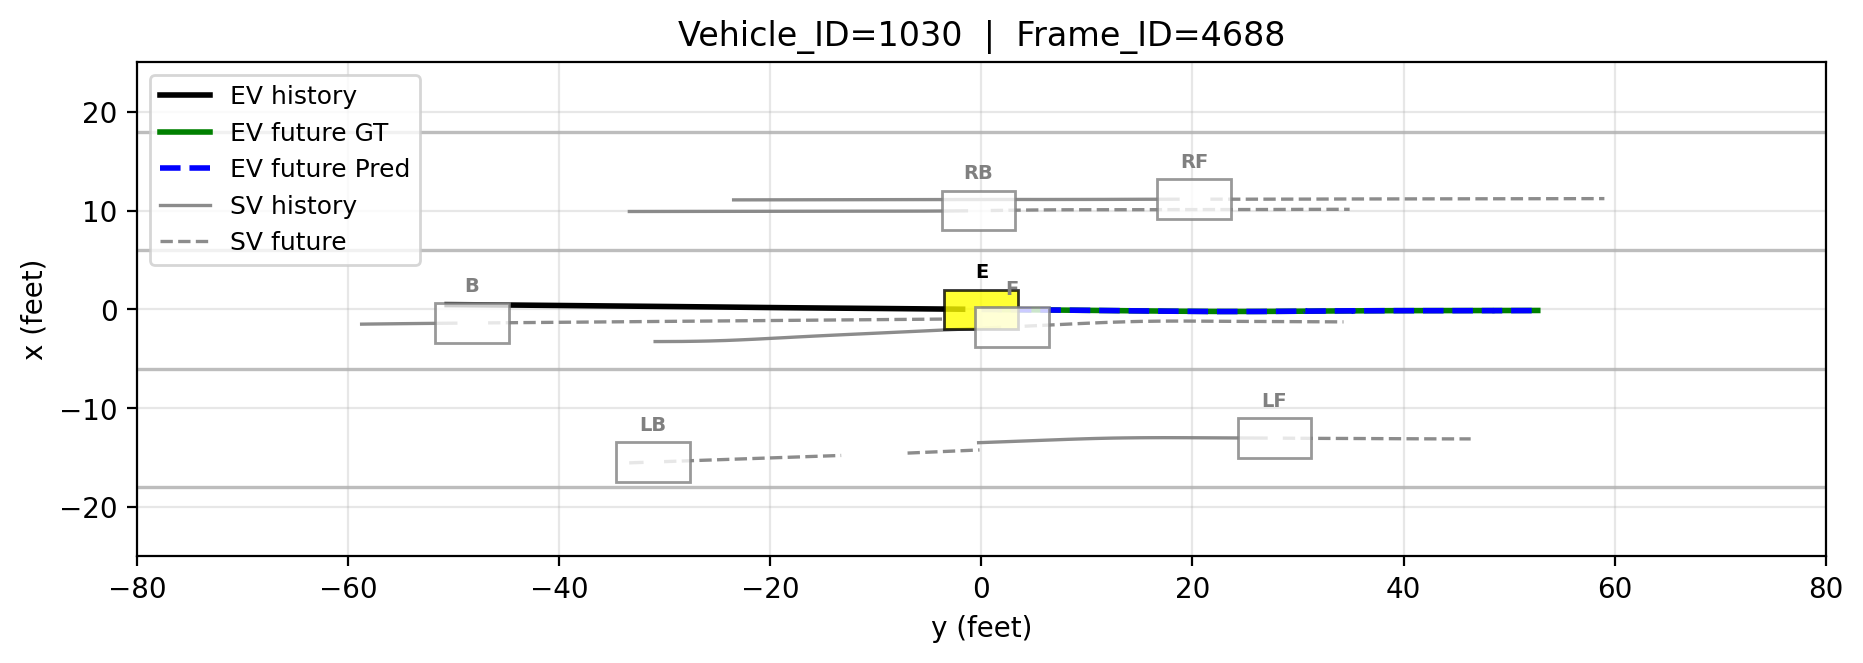 Vehicle_ID=1030 | Frame_ID=4688
EV history
EV future GT
EV future Pred
SV history
SV future
RB
RF
E
F
B
LB
LF
20
10
0
−10
−20
x (feet)
−80
−60
−40
−20
0
20
40
60
80
y (feet)